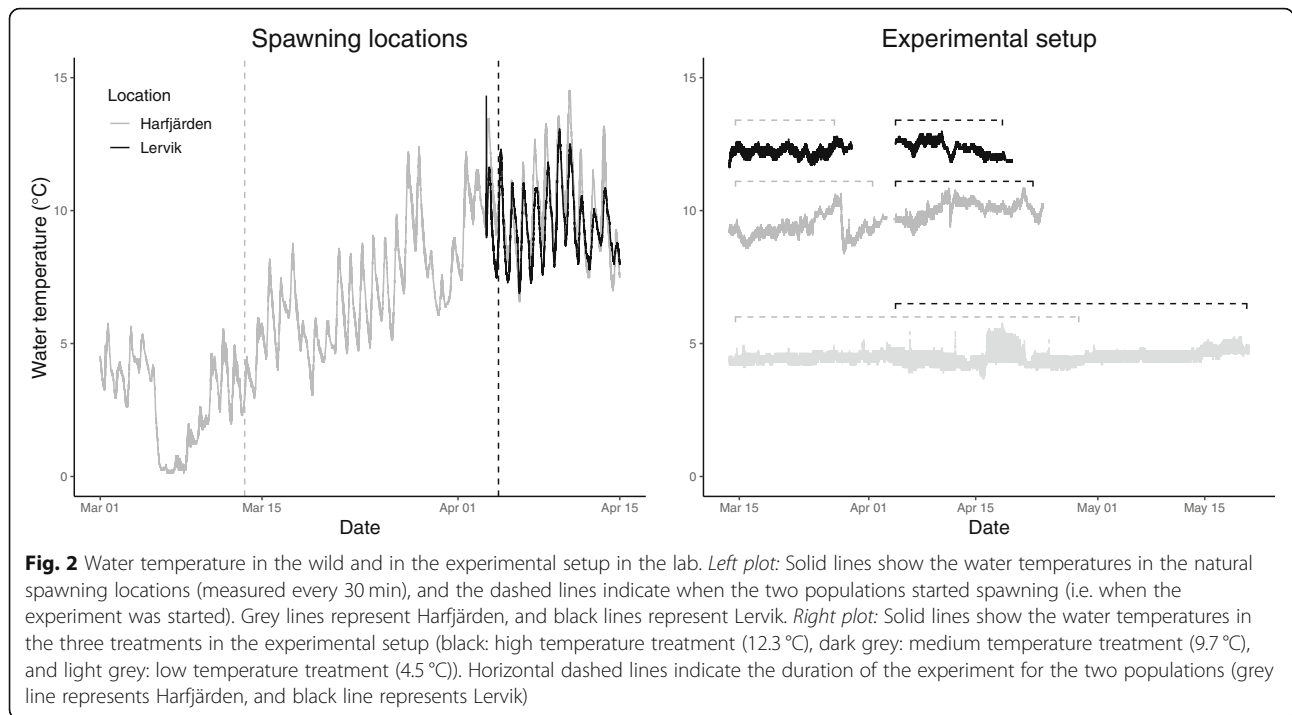 Spawning locations
15
10
5
0
Water temperature (°C)
Location
Harfjärden
Lervik
Mar 01
Mar 15
Apr 01
Apr 15
Date
Experimental setup
15
10
5
0
Mar 15
Apr 01
Apr 15
May 01
May 15
Date
Fig. 2 Water temperature in the wild and in the experimental setup in the lab. Left plot: Solid lines show the water temperatures in the natural
spawning locations (measured every 30 min), and the dashed lines indicate when the two populations started spawning (i.e. when the
experiment was started). Grey lines represent Harfjärden, and black lines represent Lervik. Right plot: Solid lines show the water temperatures in
the three treatments in the experimental setup (black: high temperature treatment (12.3 °C), dark grey: medium temperature treatment (9.7 °C),
and light grey: low temperature treatment (4.5 °C)). Horizontal dashed lines indicate the duration of the experiment for the two populations (grey
line represents Harfjärden, and black line represents Lervik)